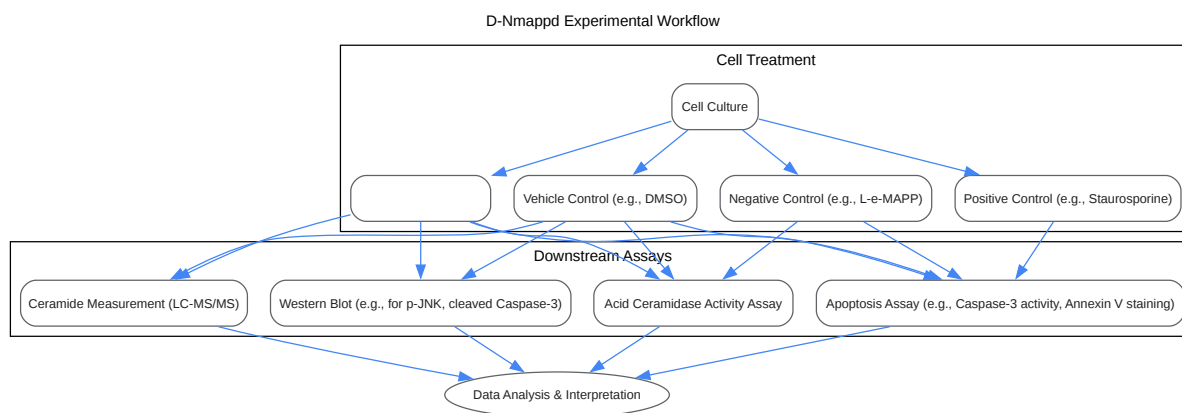 D-Nmappd Experimental Workflow
Cell Treatment
Cell Culture
Vehicle Control (e.g., DMSO)
Negative Control (e.g., L-e-MAPP)
Positive Control (e.g., Staurosporine)
Downstream Assays
Ceramide Measurement (LC-MS/MS)
Western Blot (e.g., for p-JNK, cleaved Caspase-3)
Acid Ceramidase Activity Assay
Apoptosis Assay (e.g., Caspase-3 activity, Annexin V staining)
Data Analysis & Interpretation